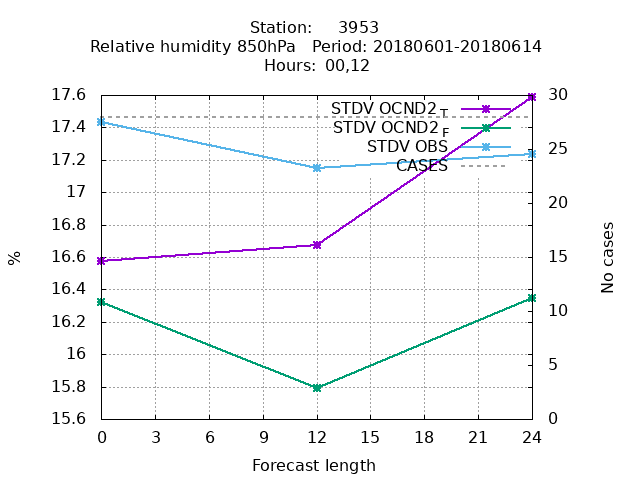 Station: 3953
Relative humidity 850hPa Period: 20180601-20180614
Hours: 00,12
17.6
17.4
17.2
17
16.8
16.6
16.4
16.2
16
15.8
15.6
%
STDV OCND2 T
STDV OCND2 F
STDV OBS
CASES
30
25
20
15
10
5
0
No cases
0 3 6 9 12 15 18 21 24
Forecast length